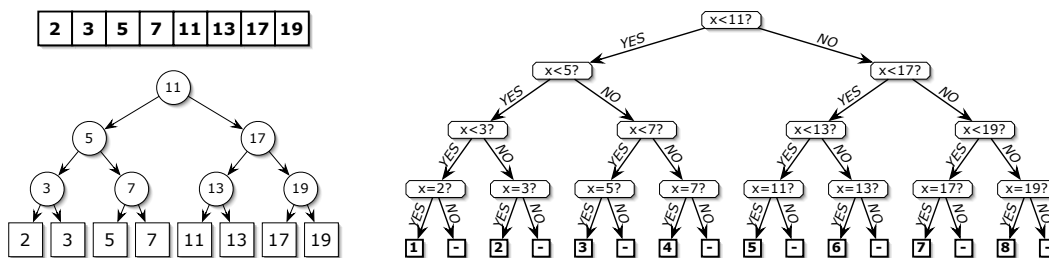 2 3 5 7 11 13 17 19
11
5 17
3 7 13 19
2 3 5 7 11 13 17 19
x<11?
YES NO
x<5? x<17?
YES NO YES NO
x<3? x<7? x<13? x<19?
YES NO YES NO YES NO YES NO
x=2? x=3? x=5? x=7? x=11? x=13? x=17? x=19?
YES NO YES NO YES NO YES NO YES NO YES NO YES NO YES NO
1 - 2 - 3 - 4 - 5 - 6 - 7 - 8 -